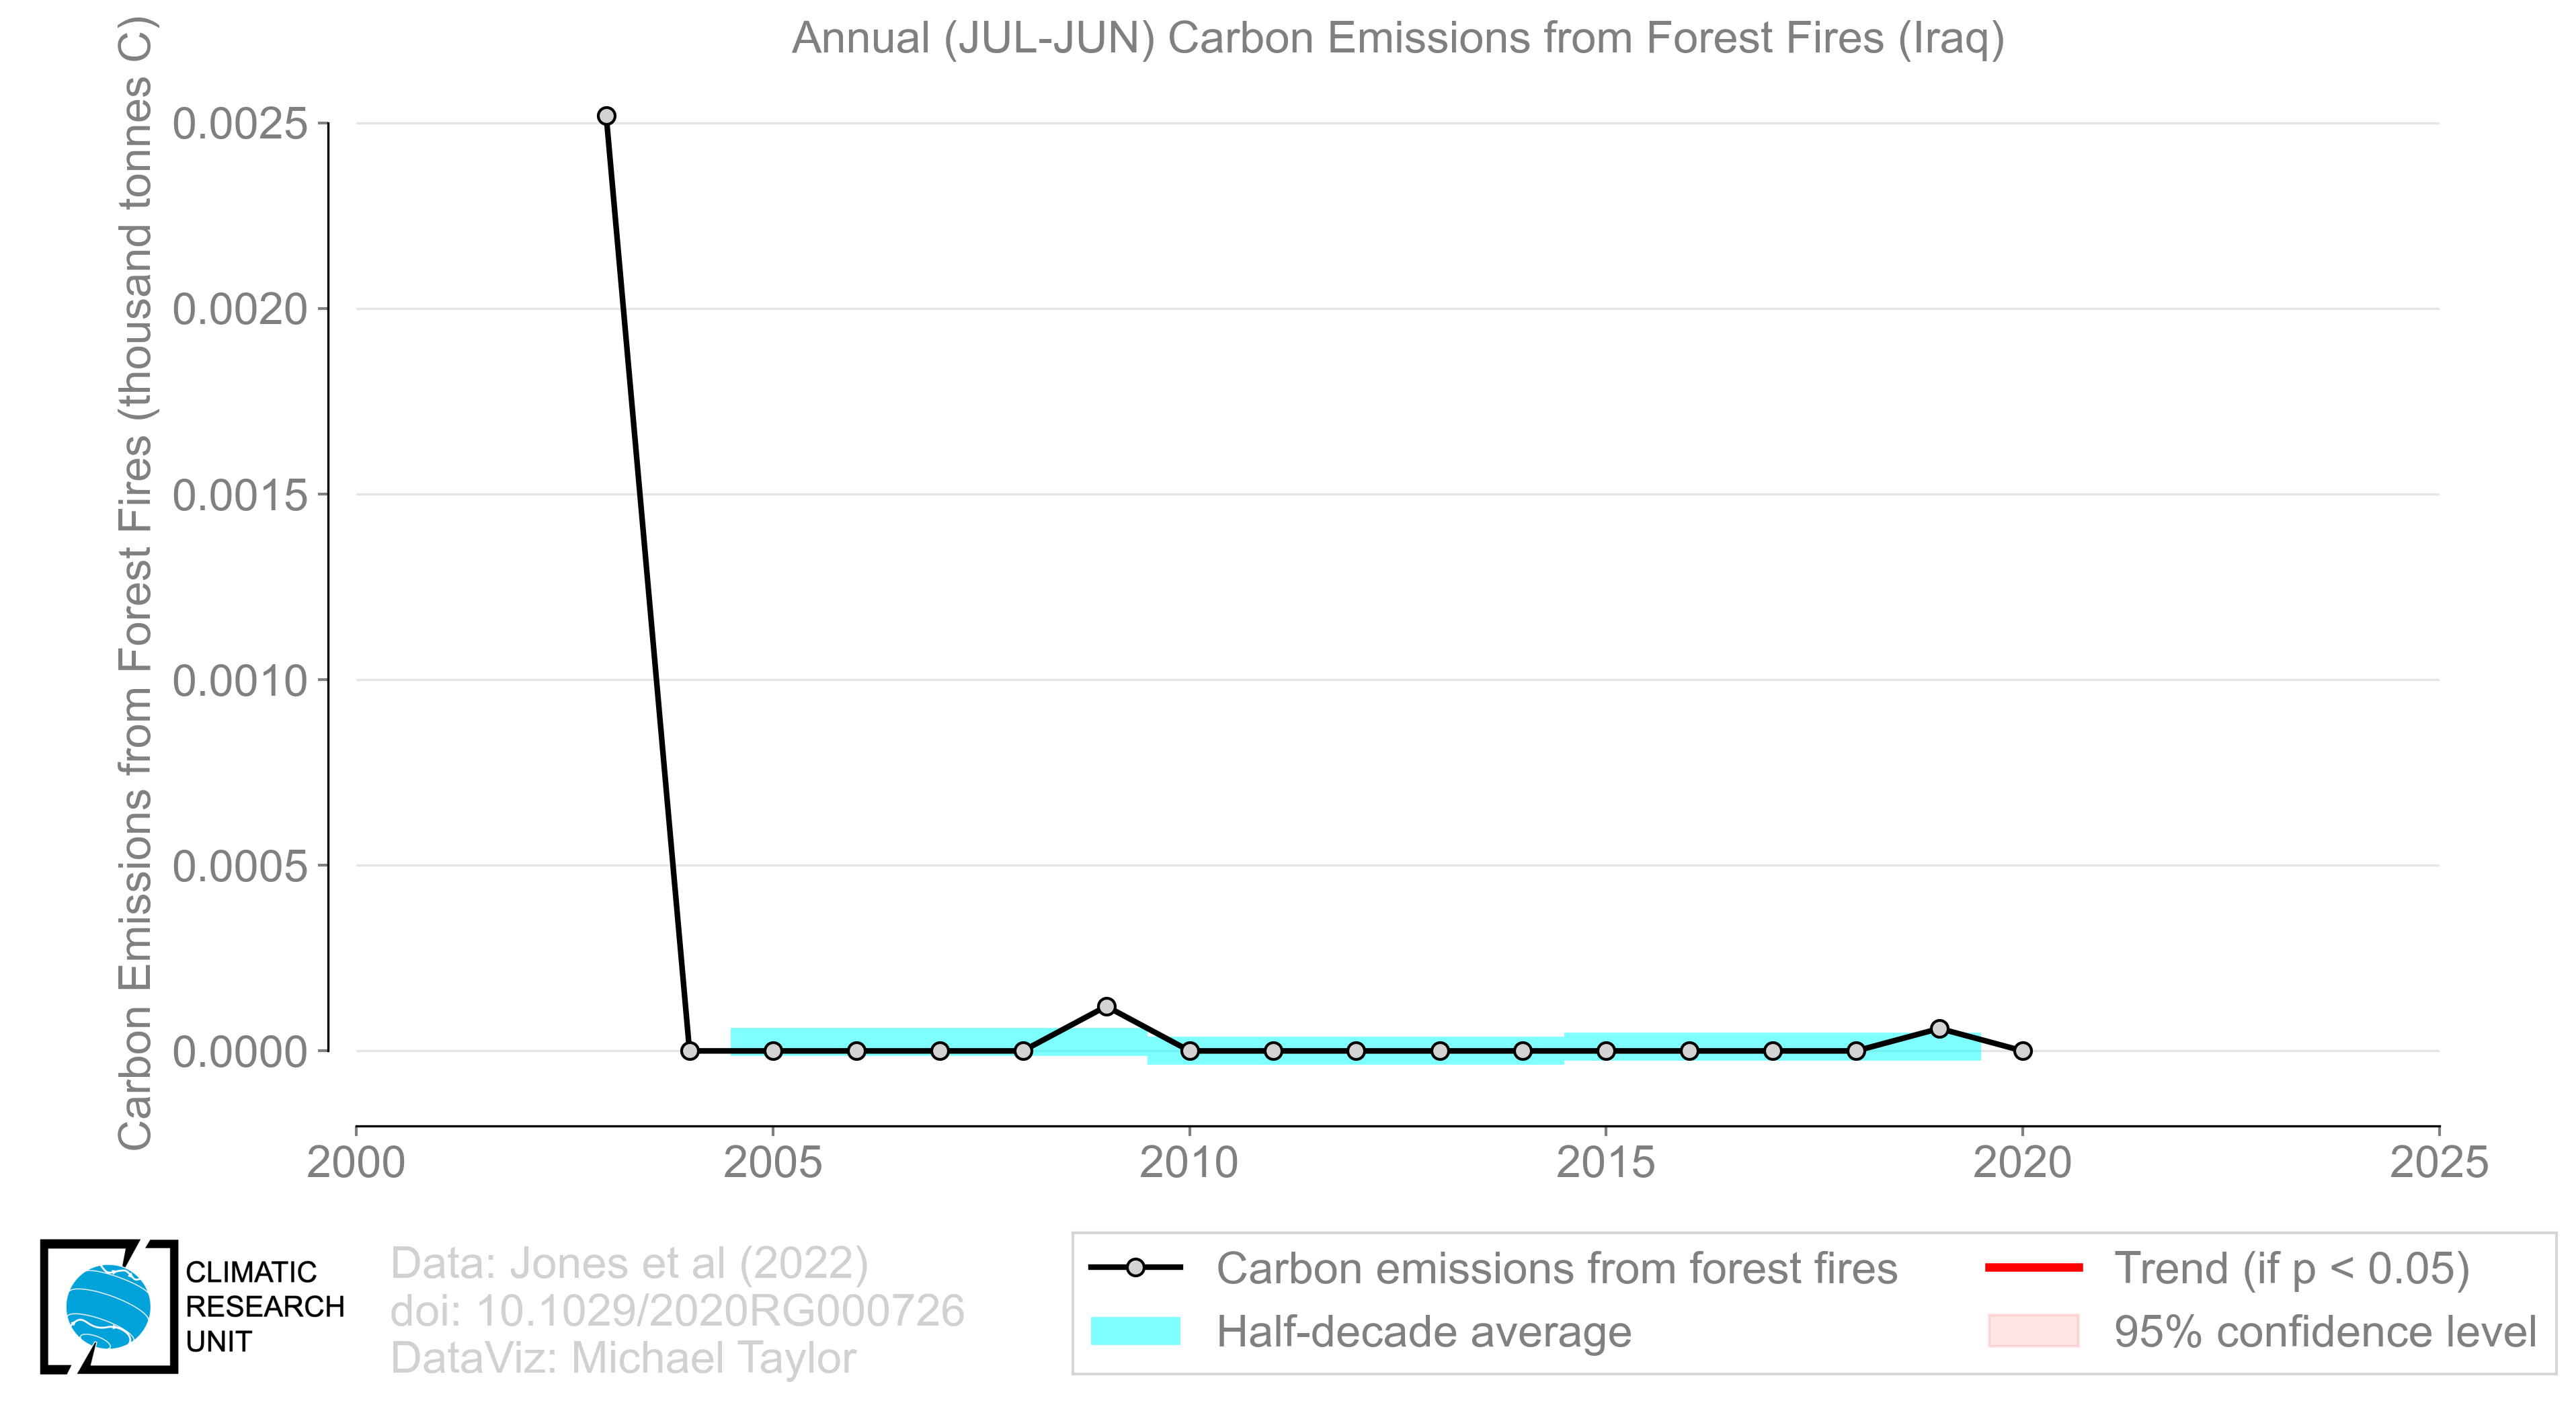 Annual (JUL-JUN) Carbon Emissions from Forest Fires (Iraq)
Carbon Emissions from Forest Fires (thousand tonnes C)
0.0025
0.0020
0.0015
0.0010
0.0005
0.0000
2000 2005 2010 2015 2020 2025
CLIMATIC
RESEARCH
UNIT
Data: Jones et al (2022)
doi: 10.1029/2020RG000726
DataViz: Michael Taylor
Carbon emissions from forest fires
Half-decade average
Trend (if p < 0.05)
95% confidence level